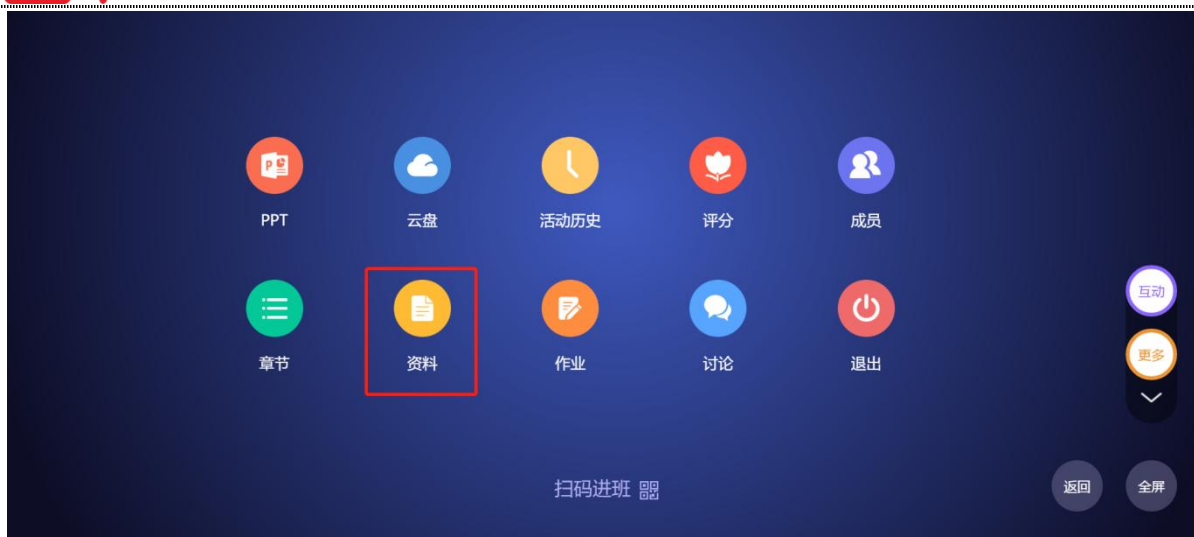 PPT 云盘 活动历史 评分 成员
章节 资料 作业 讨论 退出
互动
更多
扫码进班
返回 全屏